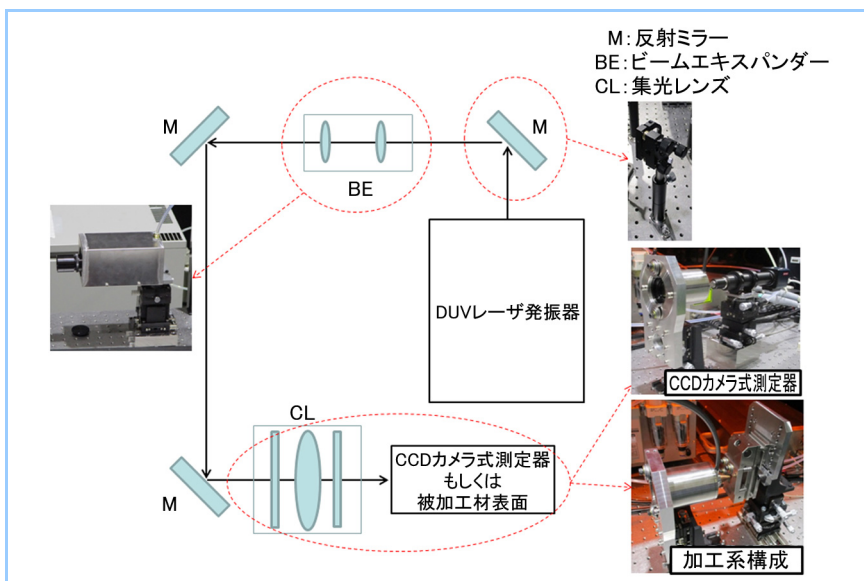 M:反射ミラー
BE:ビームエキスパンダー
CL:集光レンズ
M
M
BE
DUVレーザ発振器
CCDカメラ式測定器
CL
CCDカメラ式測定器
もしくは
被加工材表面
M
加工系構成